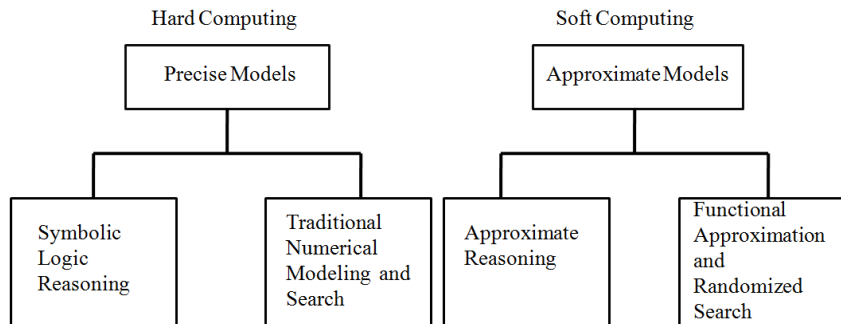 Hard Computing
Soft Computing
Precise Models
Approximate Models
Symbolic
Logic
Reasoning
Traditional
Numerical
Modeling and
Search
Approximate
Reasoning
Functional
Approximation
and
Randomized
Search